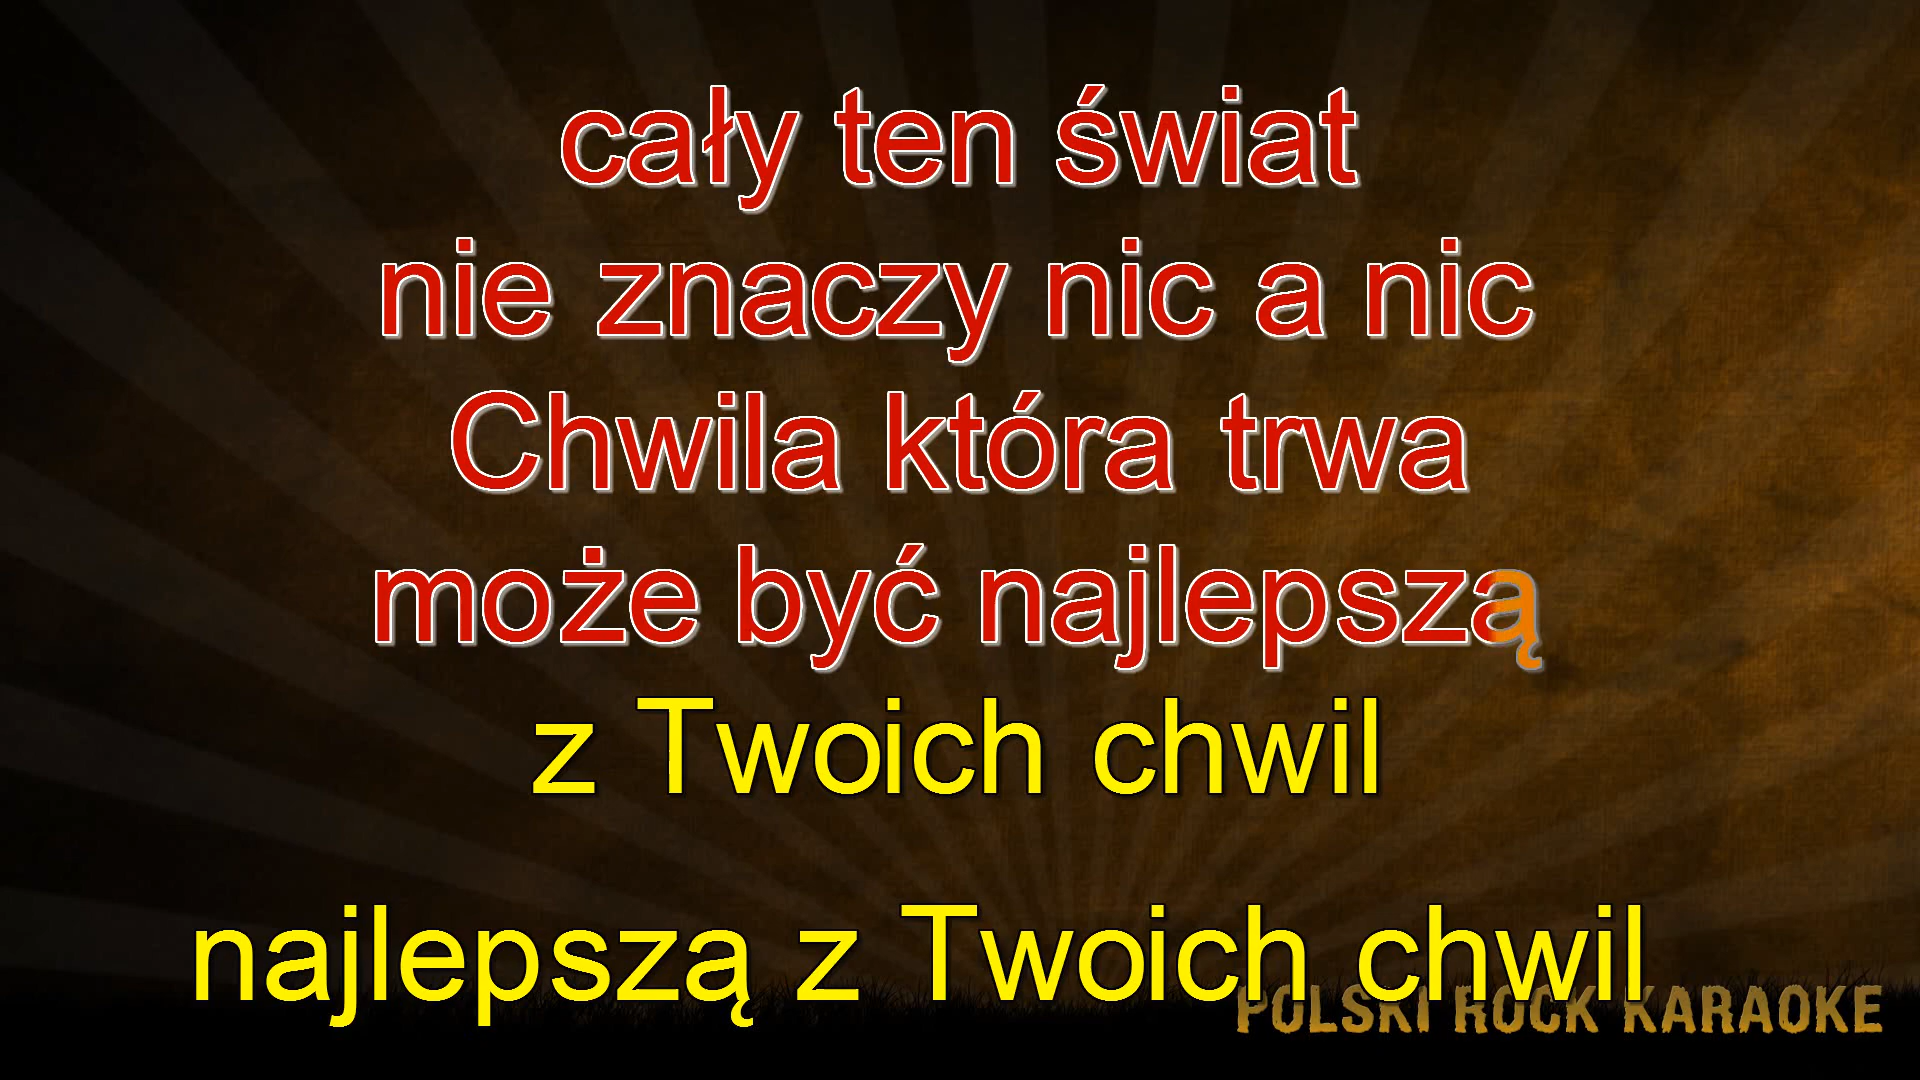 cały ten świat
nie znaczy nic a nic
Chwila która trwa
może być najlepszą
z Twoich chwil
najlepszą z Twoich chwil
POLSKI ROCK KARAOKE